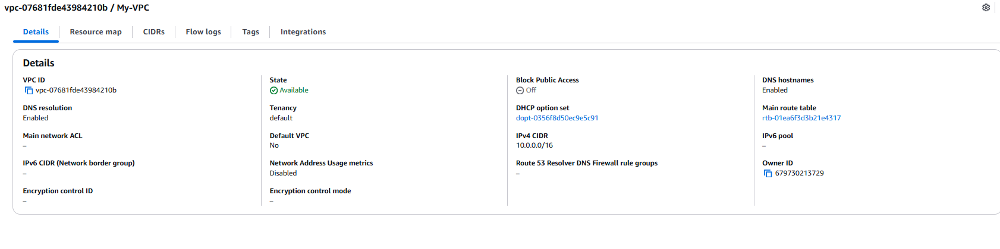 vpc-07681fde43984210b / My-VPC
Details Resource map CIDRs Flow logs Tags Integrations
Details
VPC ID State Block Public Access DNS hostnames
vpc-07681fde43984210b Available Off Enabled
DNS resolution Tenancy DHCP option set Main route table
Enabled default dopt-0356f8d50ec9e5c91 rtb-01ea6f3d3b21e4317
Main network ACL Default VPC IPv4 CIDR IPv6 pool
– No 10.0.0.0/16 –
IPv6 CIDR (Network border group) Network Address Usage metrics Route 53 Resolver DNS Firewall rule groups Owner ID
– Disabled – 679730213729
Encryption control ID Encryption control mode
– –